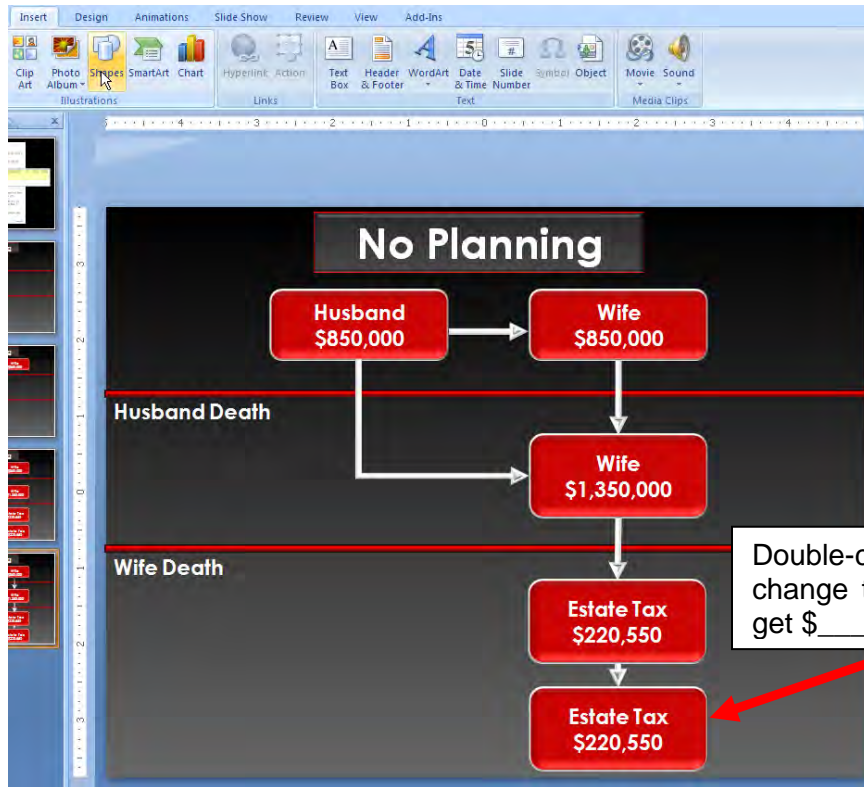 Insert Design Animations Slide Show Review View Add-Ins
Clip Art
Photo Album
Shapes
SmartArt
Chart
Hyperlink
Action
Text Box
Header & Footer
WordArt
Date & Time
Slide Number
Symbol
Object
Movie
Sound
Illustrations
Links
Text
Media Clips
No Planning
Husband
$850,000
Wife
$850,000
Husband Death
Wife
$1,350,000
Wife Death
Double-c
change t
get $____
Estate Tax
$220,550
Estate Tax
$220,550